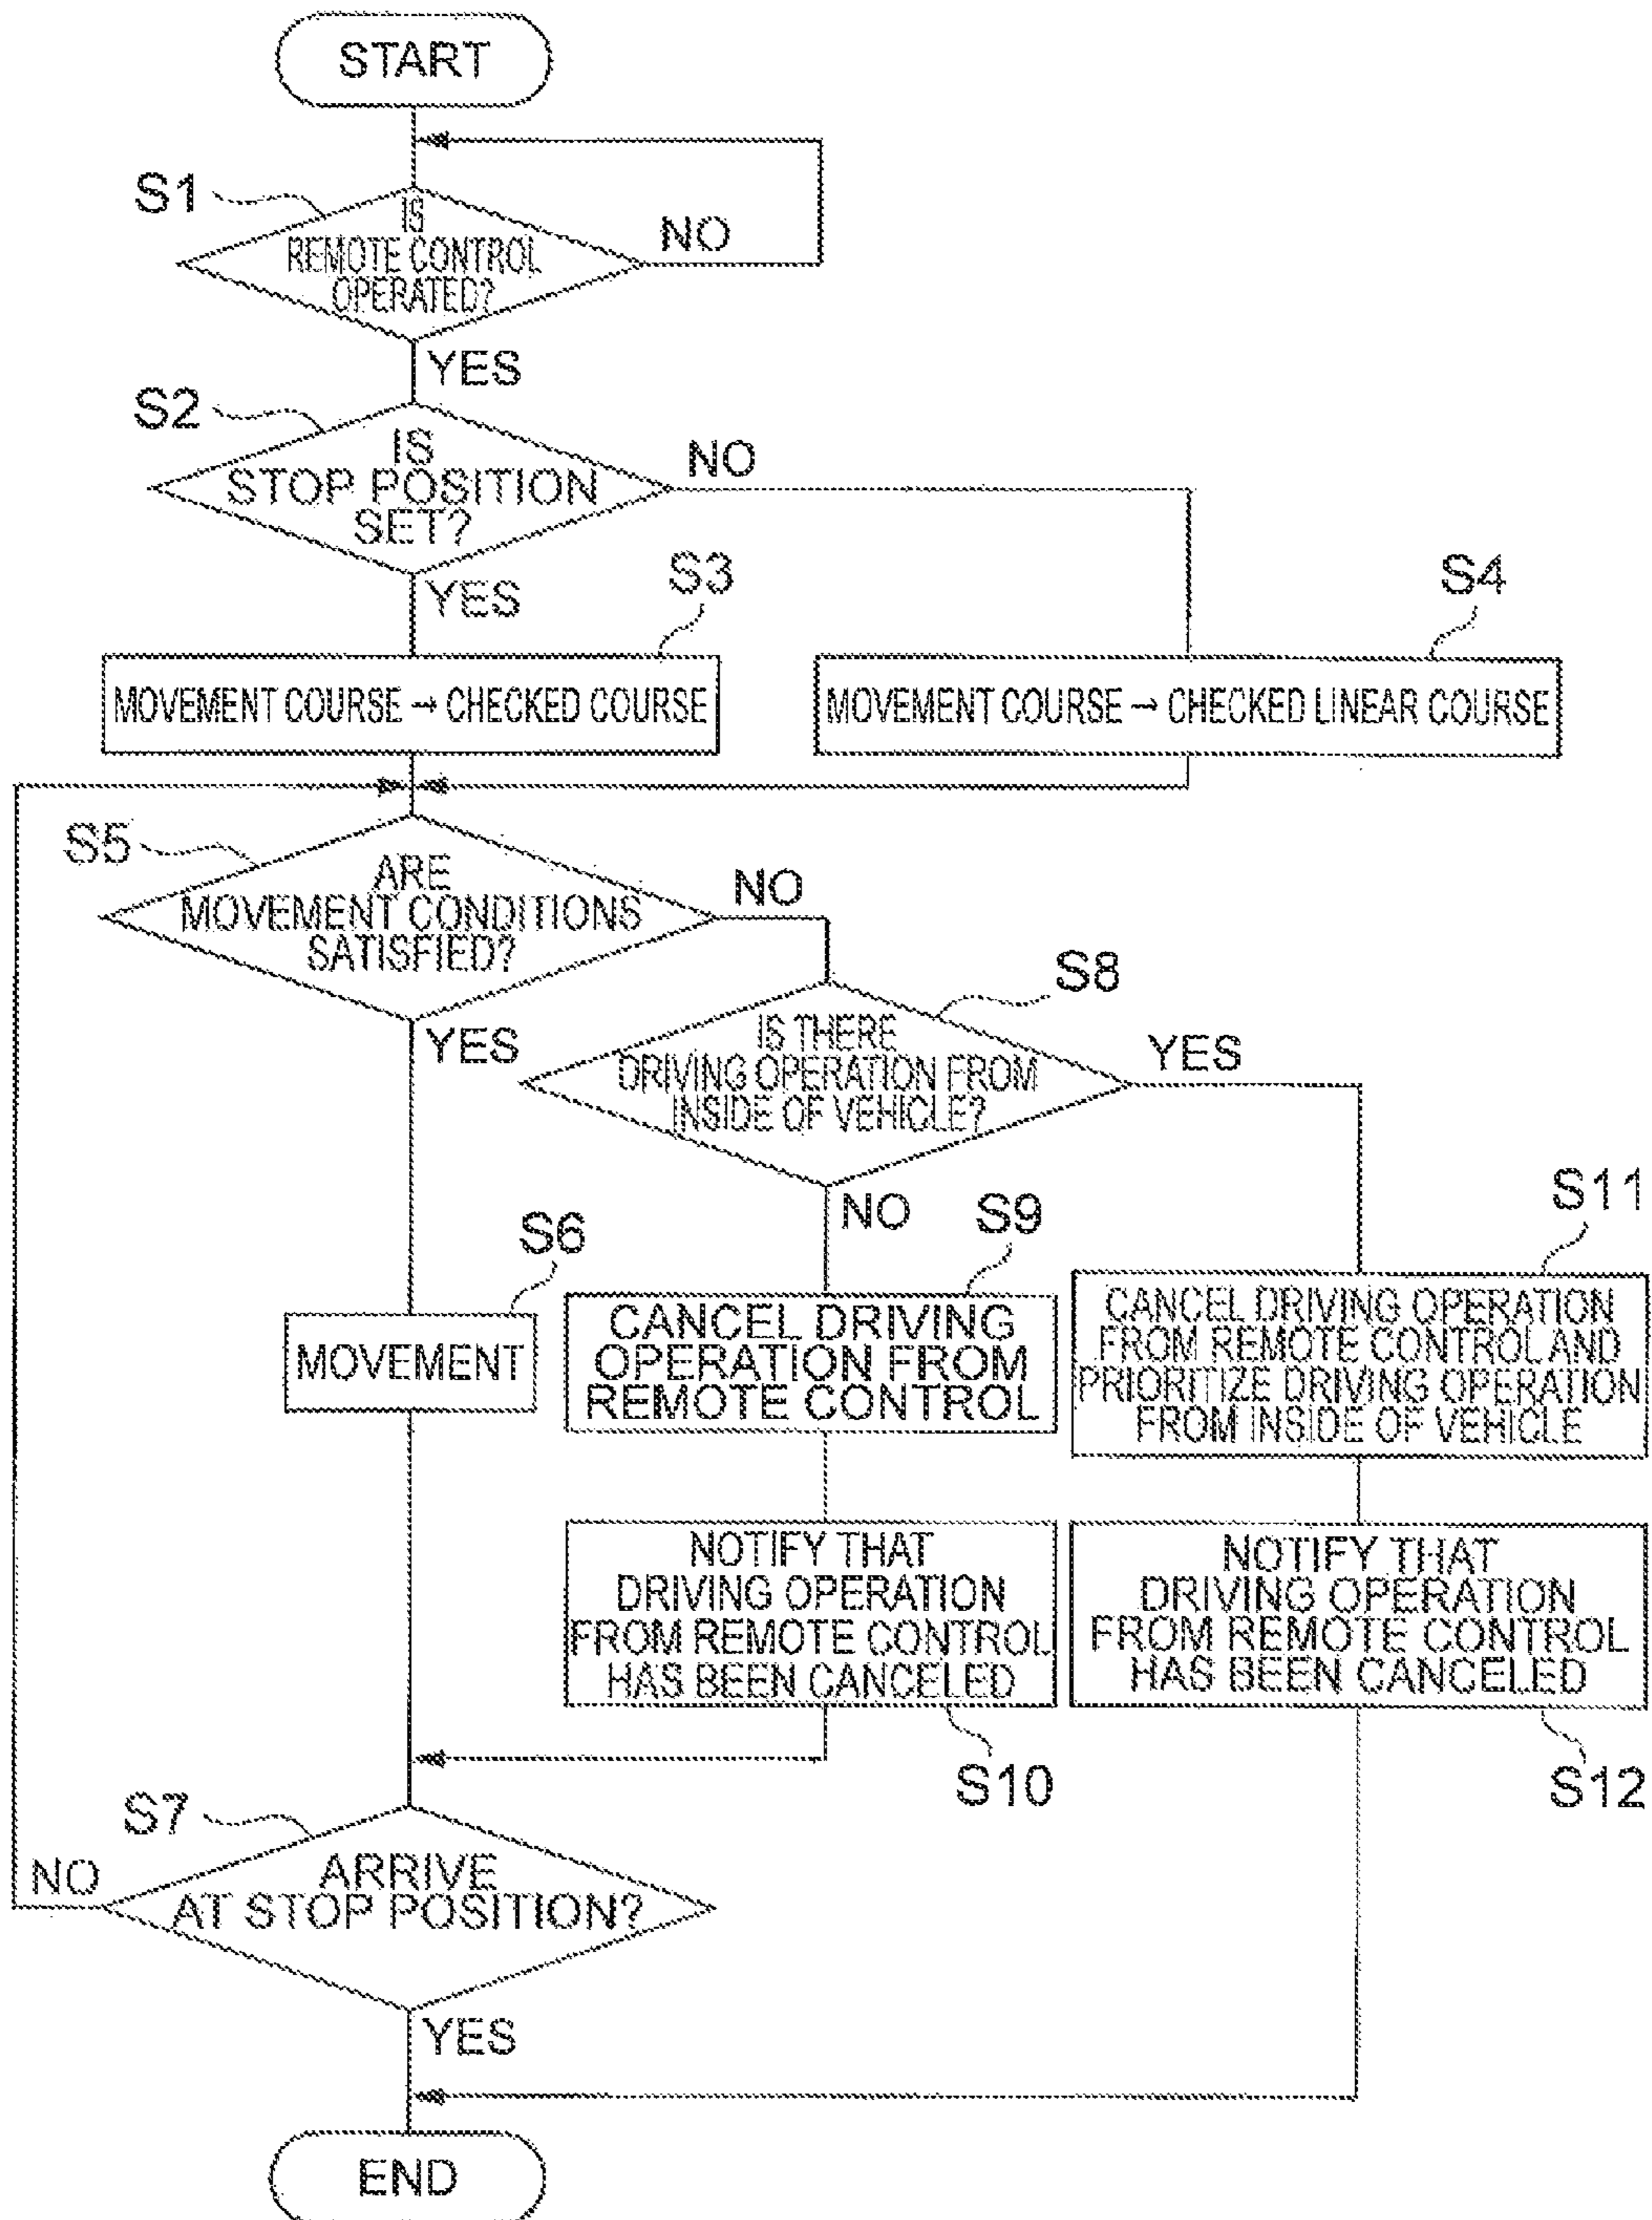 START
S1
IS
REMOTE CONTROL
OPERATED?
NO
YES
S2
IS
STOP POSITION
SET?
NO
YES
S3
MOVEMENT COURSE → CHECKED COURSE
S4
MOVEMENT COURSE → CHECKED LINEAR COURSE
S5
ARE
MOVEMENT CONDITIONS
SATISFIED?
NO
YES
S8
IS THERE
DRIVING OPERATION FROM
INSIDE OF VEHICLE?
YES
NO
S6
MOVEMENT
S9
CANCEL DRIVING
OPERATION FROM
REMOTE CONTROL
S11
CANCEL DRIVING OPERATION
FROM REMOTE CONTROL AND
PRIORITIZE DRIVING OPERATION
FROM INSIDE OF VEHICLE
NOTIFY THAT
DRIVING OPERATION
FROM REMOTE CONTROL
HAS BEEN CANCELED
S10
NOTIFY THAT
DRIVING OPERATION
FROM REMOTE CONTROL
HAS BEEN CANCELED
S12
S7
ARRIVE
AT STOP POSITION?
NO
YES
END